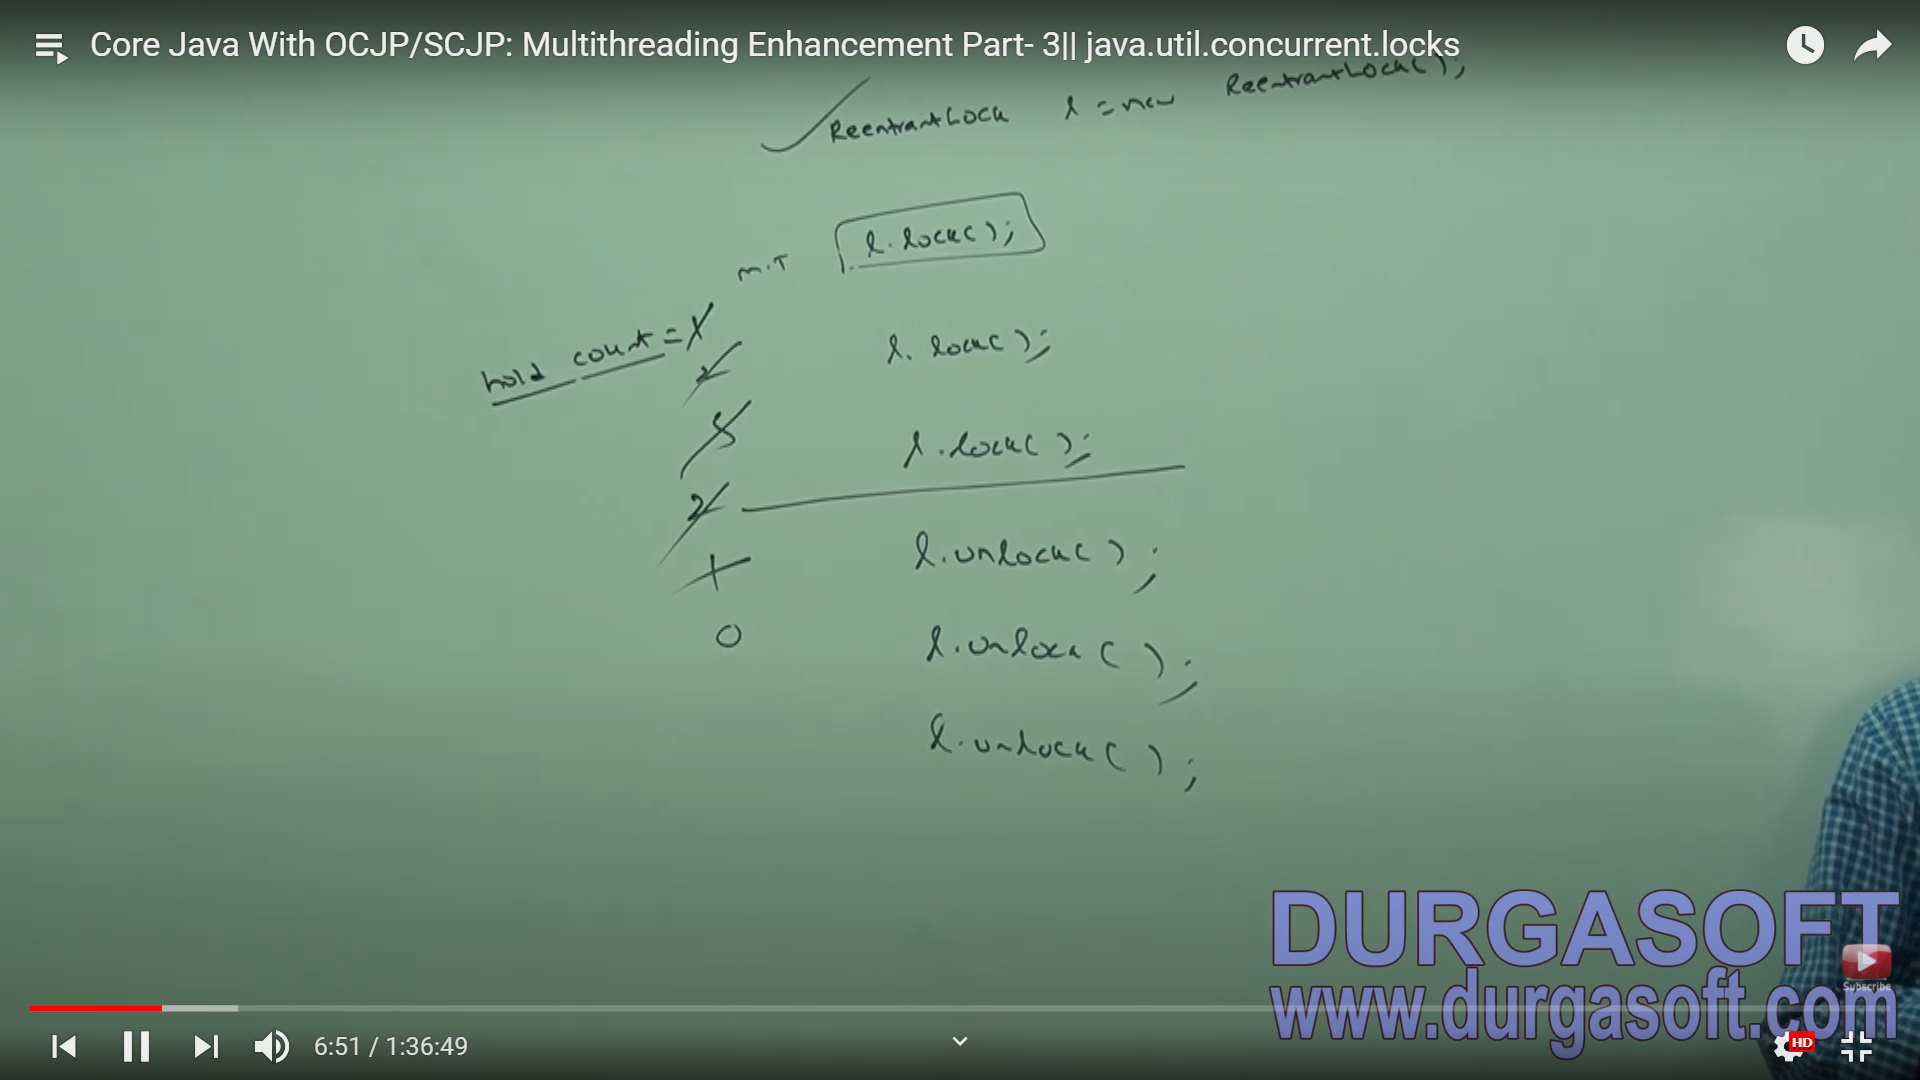 Core Java With OCJP/SCJP: Multithreading Enhancement Part- 3|| java.util.concurrent.locks
ReentrantLock l = new ReentrantLock();
m.T l.lock();
hold count = 1
l.lock();
2
3 l.lock();
2
l.unlock();
1
0 l.unlock();
l.unlock();
DURGASOFT
www.durgasoft.com
Subscribe
6:51 / 1:36:49
HD